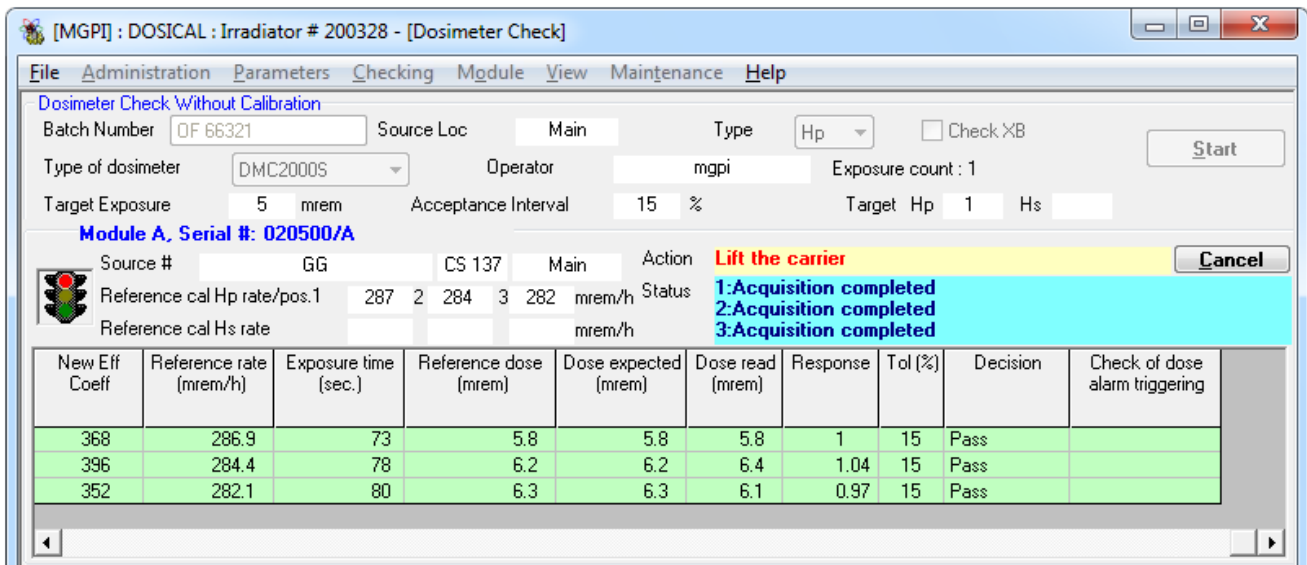 [MGPI] : DOSICAL : Irradiator # 200328 - [Dosimeter Check]
File Administration Parameters Checking Module View Maintenance Help
Dosimeter Check Without Calibration
Batch Number OF 66321 Source Loc Main Type Hp Check XB
Start
Type of dosimeter DMC2000S Operator mgpi Exposure count : 1
Target Exposure 5 mrem Acceptance Interval 15 % Target Hp 1 Hs
Module A, Serial #: 020500/A
Source # GG CS 137 Main Action Lift the carrier Cancel
Reference cal Hp rate/pos.1 287 2 284 3 282 mrem/h Status 1:Acquisition completed
2:Acquisition completed
Reference cal Hs rate mrem/h 3:Acquisition completed
New Eff Coeff Reference rate (mrem/h) Exposure time (sec.) Reference dose (mrem) Dose expected (mrem) Dose read (mrem) Response Tol (%) Decision Check of dose alarm triggering
368 286.9 73 5.8 5.8 5.8 1 15 Pass
396 284.4 78 6.2 6.2 6.4 1.04 15 Pass
352 282.1 80 6.3 6.3 6.1 0.97 15 Pass